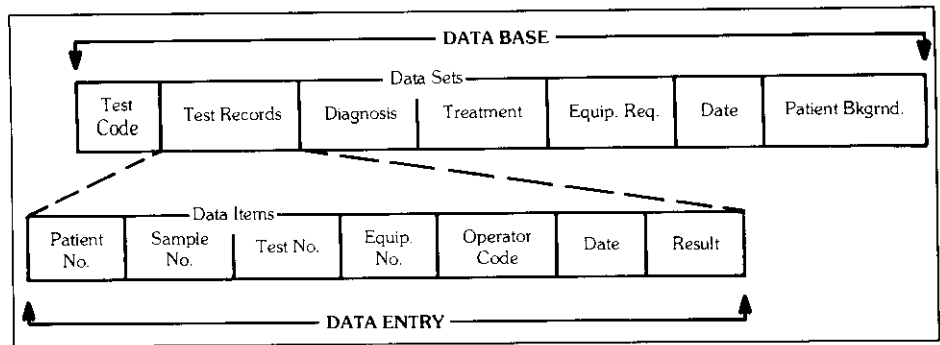 DATA BASE
Data Sets
Test Code
Test Records
Diagnosis
Treatment
Equip. Req.
Date
Patient Bkgrnd.
Data Items
Patient No.
Sample No.
Test No.
Equip. No.
Operator Code
Date
Result
DATA ENTRY